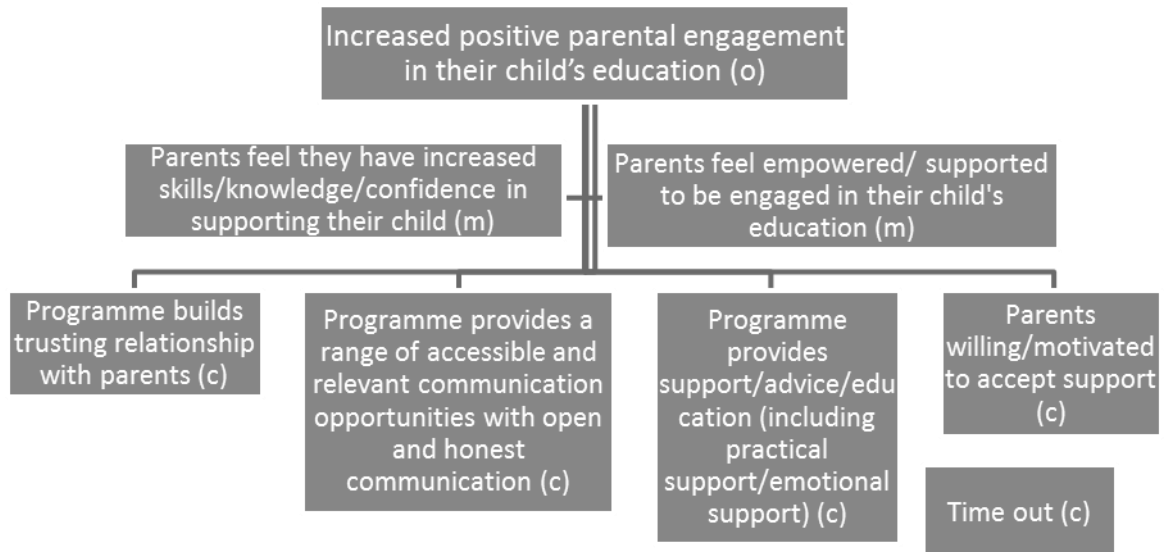 Increased positive parental engagement
in their child’s education (o)
Parents feel they have increased
skills/knowledge/confidence in
supporting their child (m)
Parents feel empowered/ supported
to be engaged in their child's
education (m)
Programme builds
trusting relationship
with parents (c)
Programme provides a
range of accessible and
relevant communication
opportunities with open
and honest
communication (c)
Programme
provides
support/advice/edu
cation (including
practical
support/emotional
support) (c)
Parents
willing/motivated
to accept support
(c)
Time out (c)